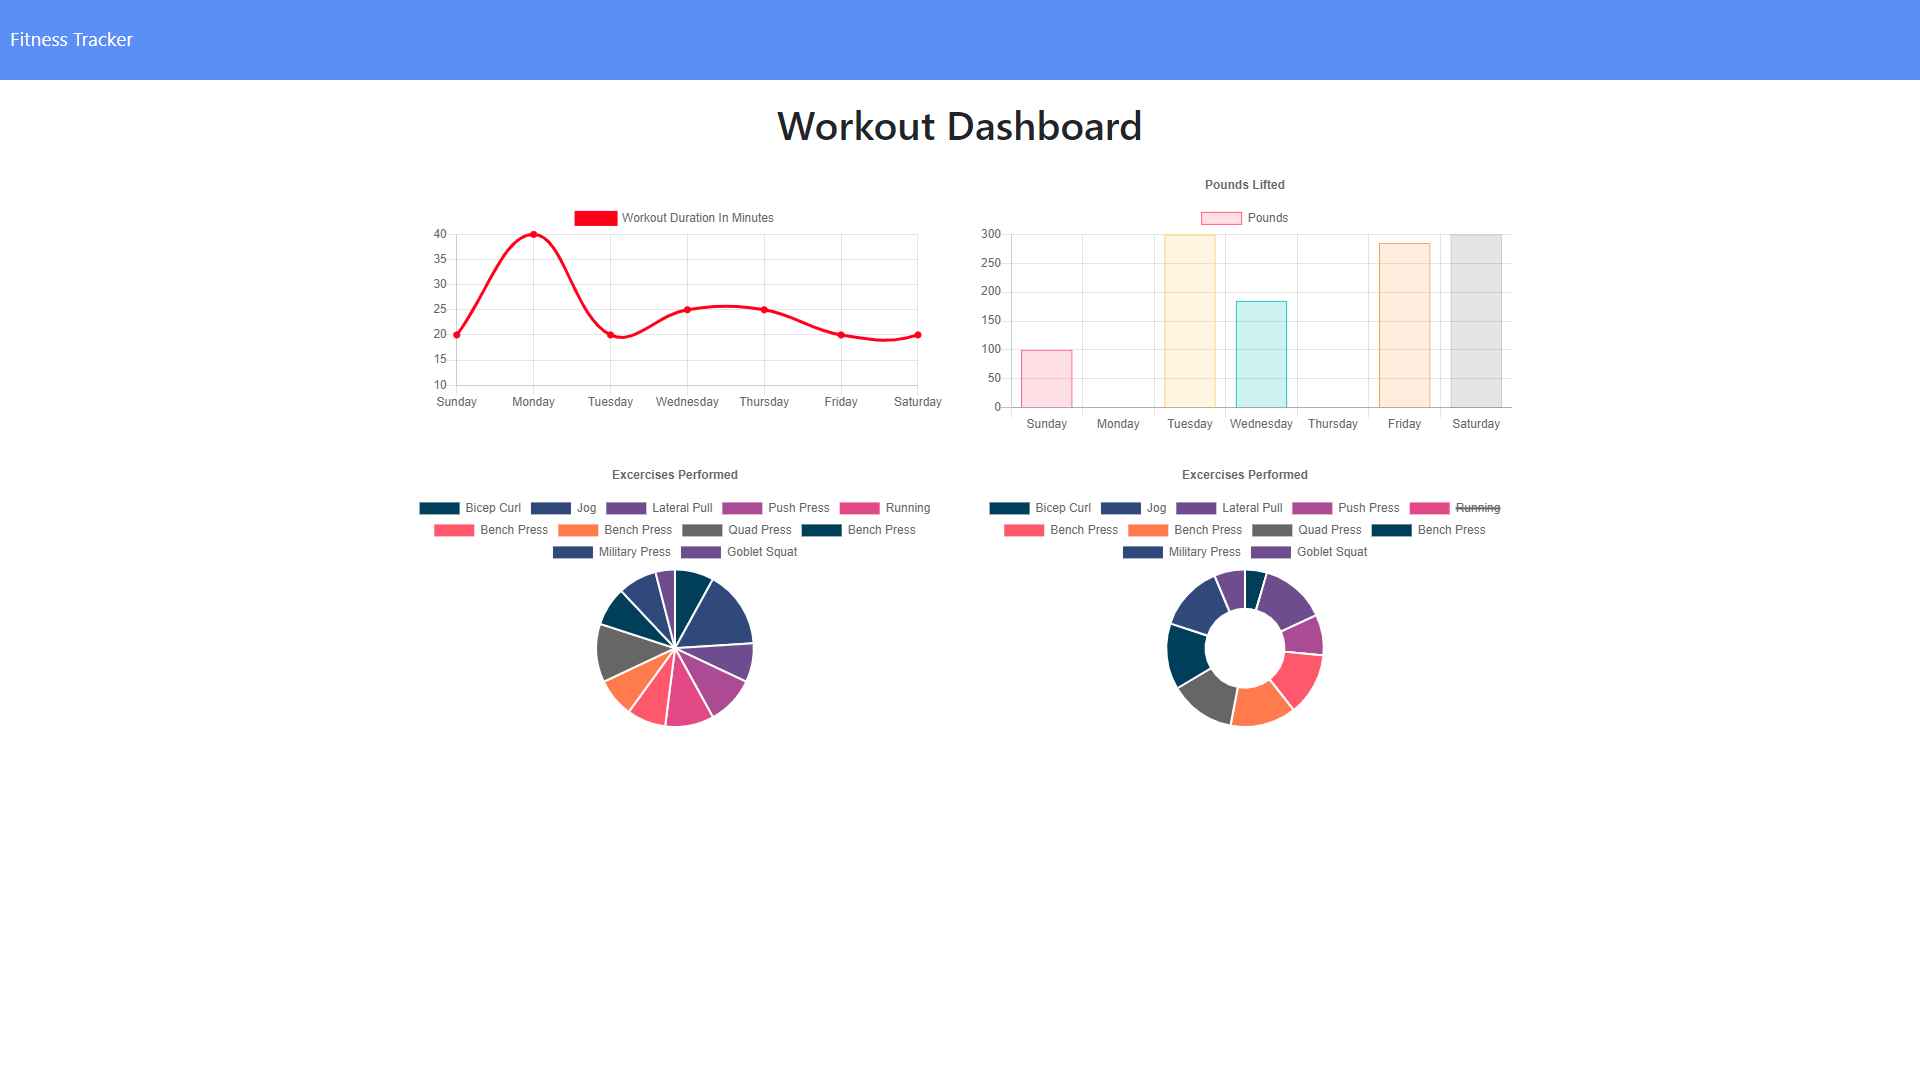 Fitness Tracker
Workout Dashboard
Workout Duration In Minutes
40
35
30
25
20
15
10
Sunday Monday Tuesday Wednesday Thursday Friday Saturday
Pounds Lifted
Pounds
300
250
200
150
100
50
0
Sunday Monday Tuesday Wednesday Thursday Friday Saturday
Excercises Performed
Bicep Curl Jog Lateral Pull Push Press Running
Bench Press Bench Press Quad Press Bench Press
Military Press Goblet Squat
Excercises Performed
Bicep Curl Jog Lateral Pull Push Press Running
Bench Press Bench Press Quad Press Bench Press
Military Press Goblet Squat